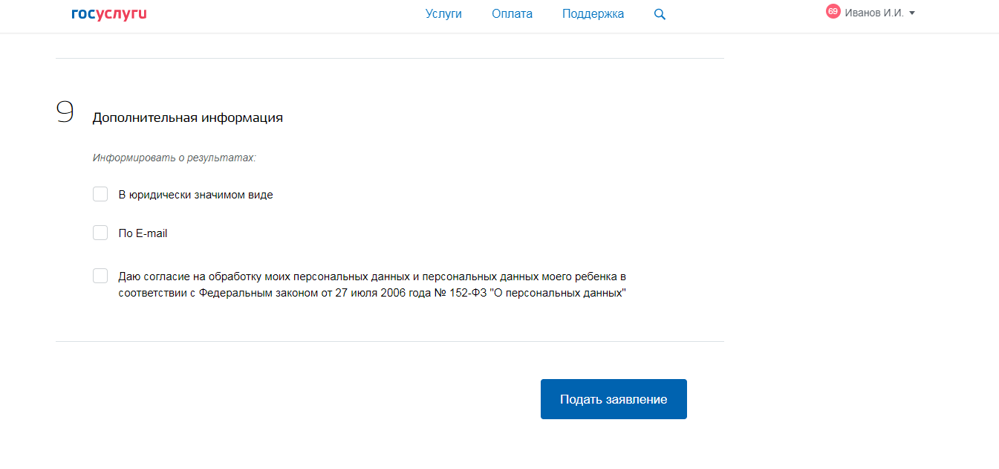 госуслуги Услуги Оплата Поддержка 69 Иванов И.И.
9 Дополнительная информация
Информировать о результатах:
В юридически значимом виде
По E-mail
Даю согласие на обработку моих персональных данных и персональных данных моего ребенка в
соответствии с Федеральным законом от 27 июля 2006 года № 152-ФЗ "О персональных данных"
Подать заявление